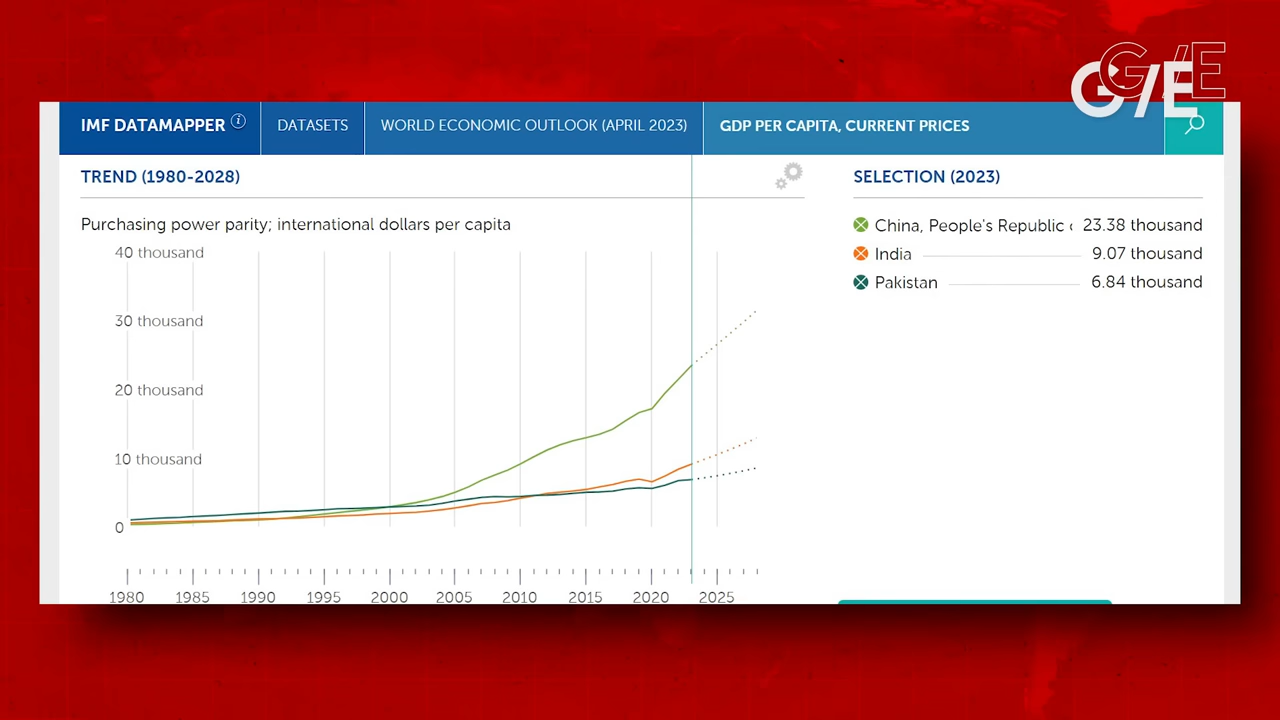 G/E
G/E
IMF DATAMAPPER i
DATASETS
WORLD ECONOMIC OUTLOOK (APRIL 2023)
GDP PER CAPITA, CURRENT PRICES
TREND (1980-2028)
Purchasing power parity; international dollars per capita
40 thousand
30 thousand
20 thousand
10 thousand
0
1980 1985 1990 1995 2000 2005 2010 2015 2020 2025
SELECTION (2023)
China, People's Republic 23.38 thousand
India 9.07 thousand
Pakistan 6.84 thousand